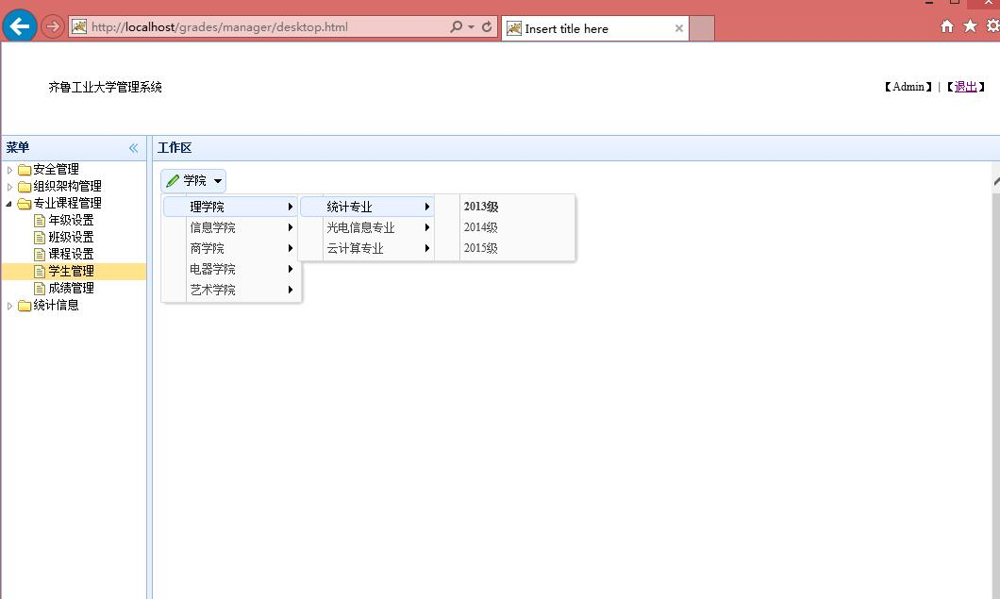 http://localhost/grades/manager/desktop.html
Insert title here
齐鲁工业大学管理系统
【Admin】 | 【退出】
菜单
安全管理
组织架构管理
专业课程管理
年级设置
班级设置
课程设置
学生管理
成绩管理
统计信息
工作区
学院
理学院
信息学院
商学院
电器学院
艺术学院
统计专业
光电信息专业
云计算专业
2013级
2014级
2015级